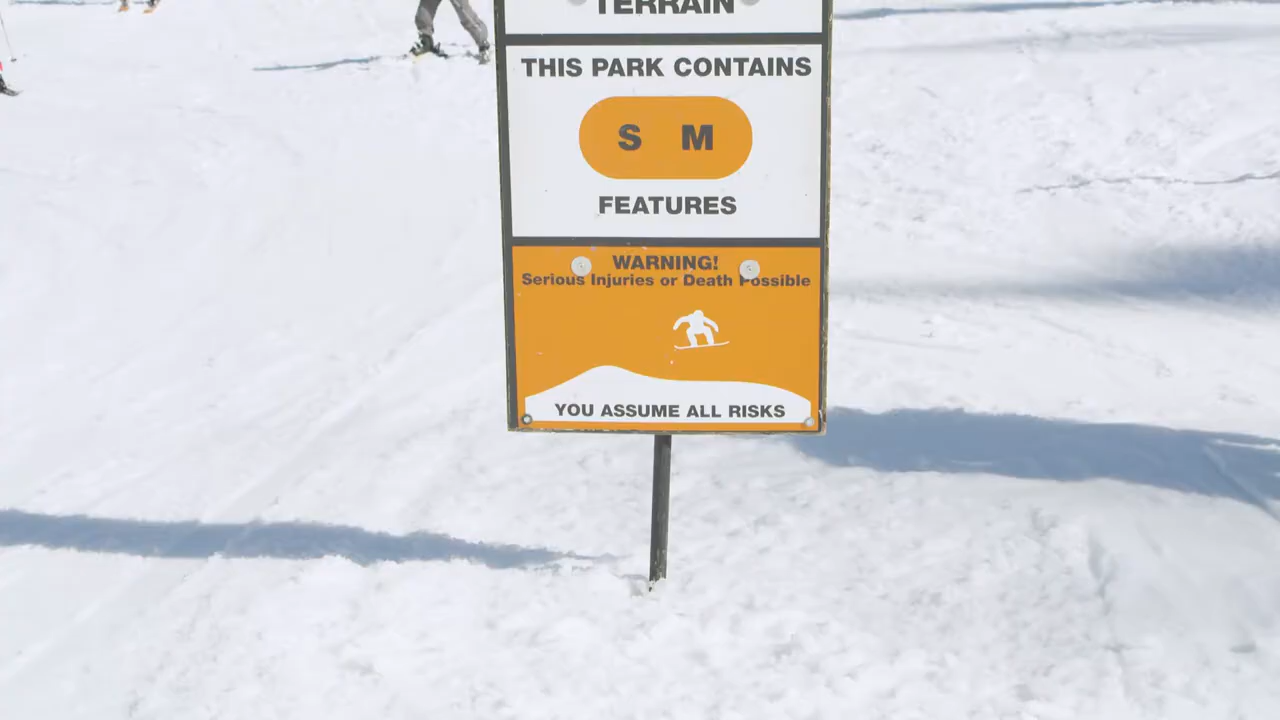 TERRAIN
THIS PARK CONTAINS
S M
FEATURES
WARNING!
Serious Injuries or Death Possible
YOU ASSUME ALL RISKS